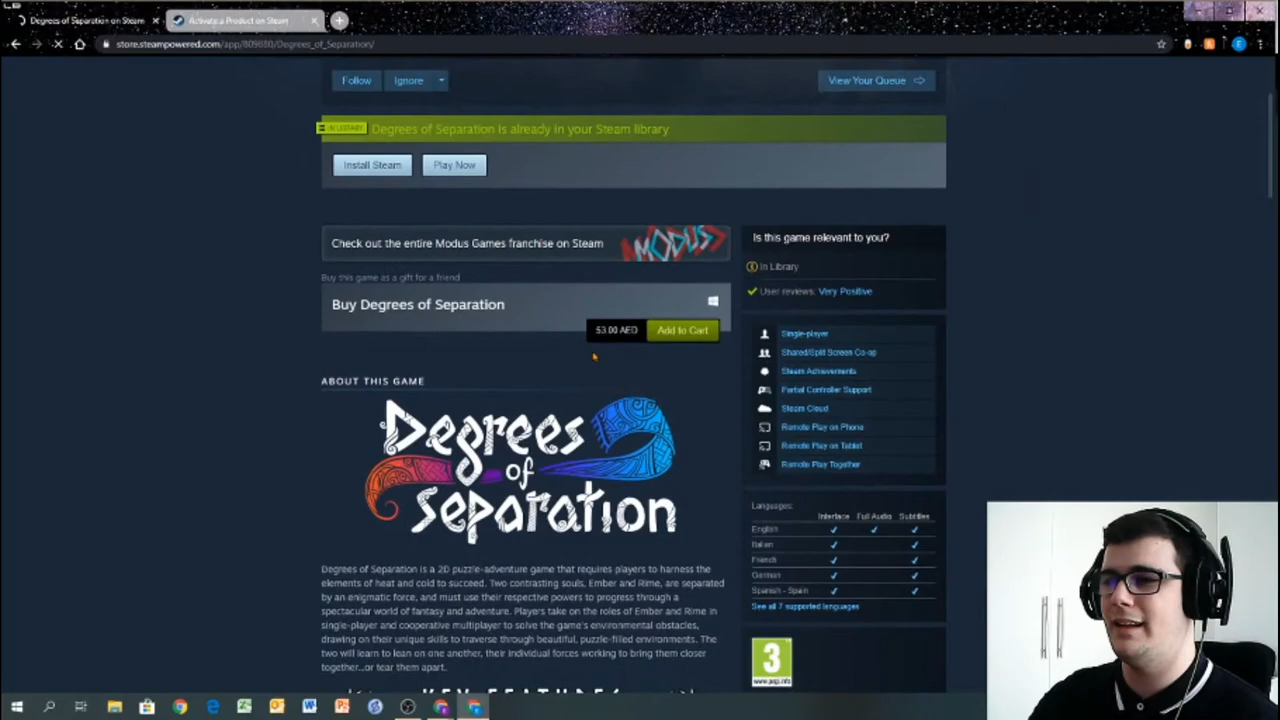 Degrees of Separation on Steam
Activate a Product on Steam
store.steampowered.com/app/809880/Degrees_of_Separation/
Follow
Ignore
View Your Queue
IN LIBRARY
Degrees of Separation is already in your Steam library
Install Steam
Play Now
Check out the entire Modus Games franchise on Steam
MODUS
Is this game relevant to you?
In Library
User reviews: Very Positive
Buy this game as a gift for a friend
Buy Degrees of Separation
53.00 AED
Add to Cart
Single-player
Shared/Split Screen Co-op
Steam Achievements
Partial Controller Support
Steam Cloud
Remote Play on Phone
Remote Play on Tablet
Remote Play Together
ABOUT THIS GAME
Degrees
of
Separation
Languages:
Interface Full Audio Subtitles
English
Italian
French
German
Spanish - Spain
See all 7 supported languages
Degrees of Separation is a 2D puzzle-adventure game that requires players to harness the
elements of heat and cold to succeed. Two contrasting souls, Ember and Rime, are separated
by an enigmatic force, and must use their respective powers to progress through a
spectacular world of fantasy and adventure. Players take on the roles of Ember and Rime in
single-player and cooperative multiplayer to solve the game's environmental obstacles,
drawing on their unique skills to traverse through beautiful, puzzle-filled environments. The
two will learn to lean on one another, their individual forces working to bring them closer
together...or tear them apart.
3
www.pegi.info
KEY FEATURES